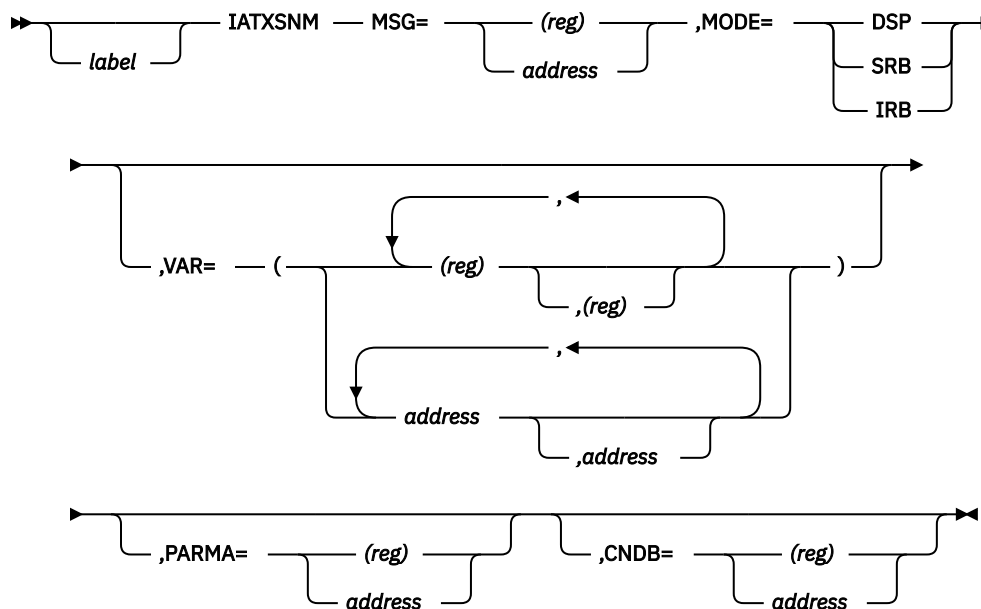 IATXSNM MSG= (reg) ,MODE= DSP
label address SRB
IRB
,
,VAR= ( (reg) )
,(reg)
,
address
,address
,PARMA= (reg) ,CNDB= (reg)
address address